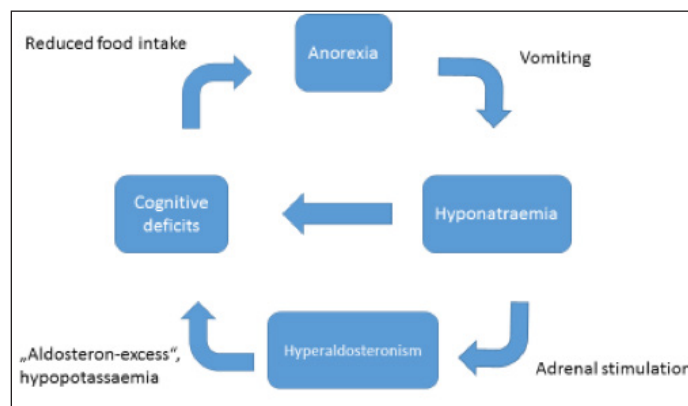 Reduced food intake
Anorexia
Vomiting
Cognitive
deficits
Hyponatraemia
„Aldosteron-excess“,
hypopotassaemia
Hyperaldosteronism
Adrenal stimulation